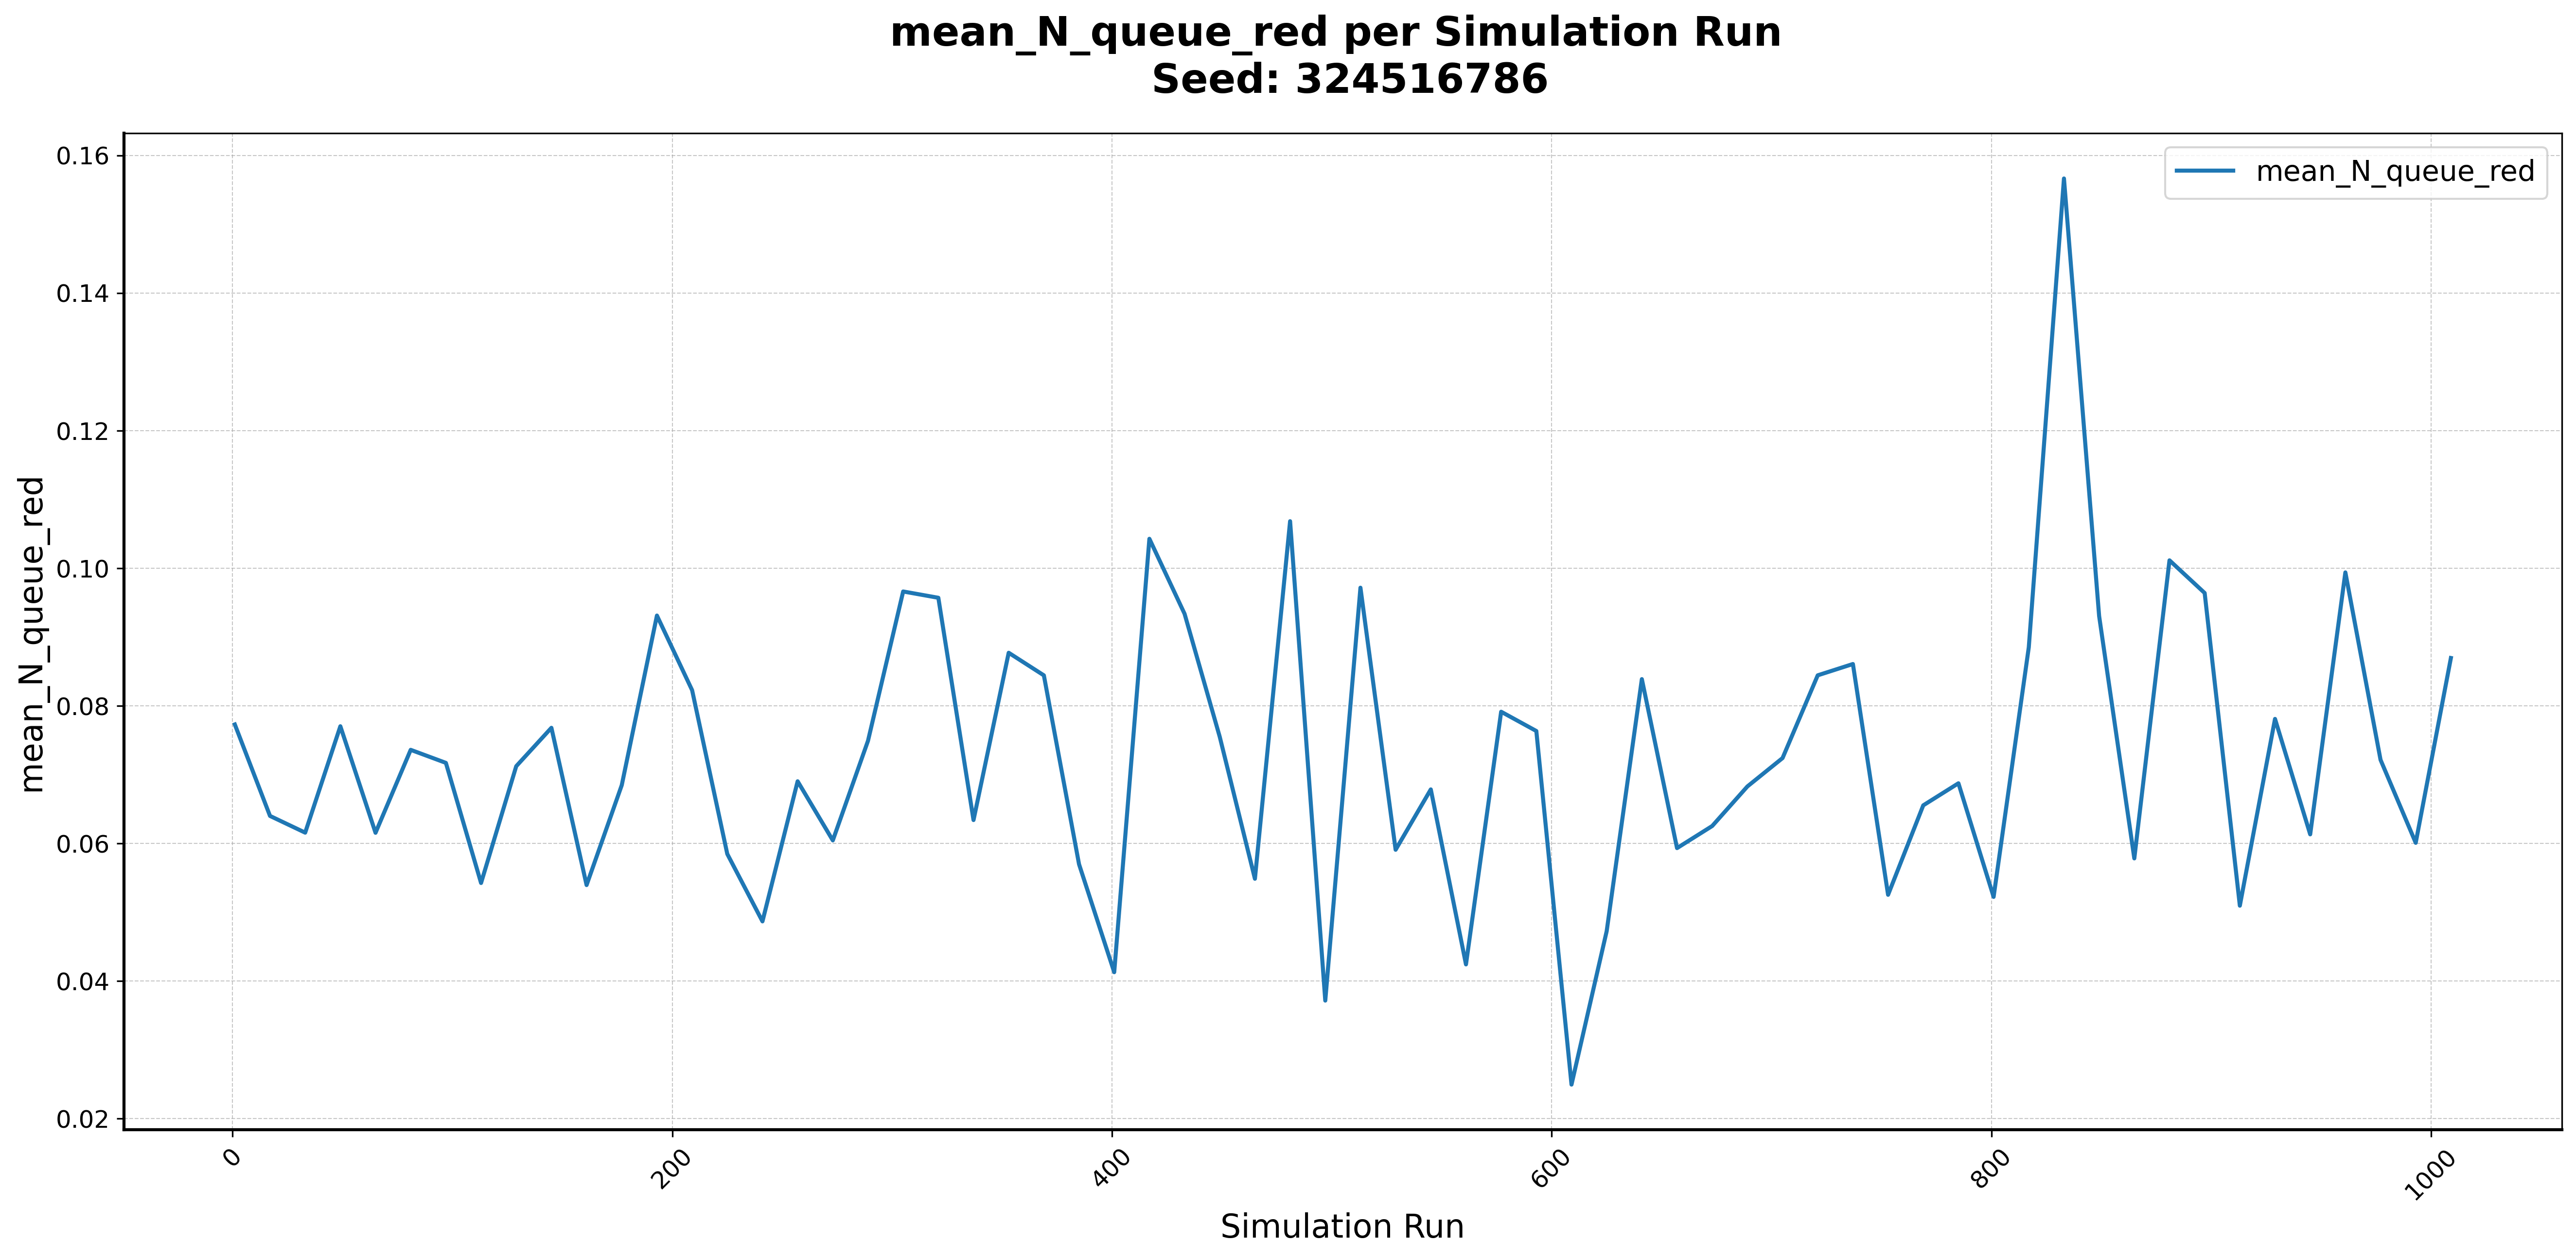 mean_N_queue_red per Simulation Run
Seed: 324516786
mean_N_queue_red
0.16
0.14
0.12
0.10
0.08
0.06
0.04
0.02
mean_N_queue_red
0
200
400
600
800
1000
Simulation Run